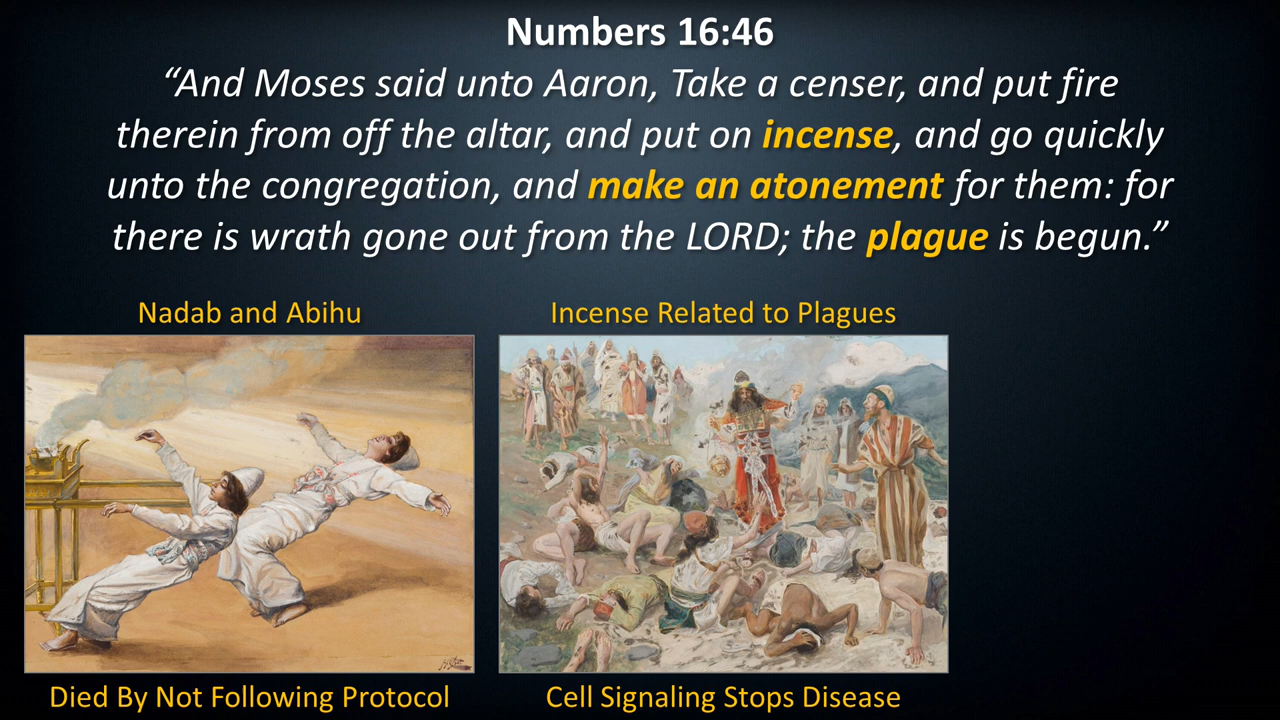 Numbers 16:46
“And Moses said unto Aaron, Take a censer, and put fire
therein from off the altar, and put on incense, and go quickly
unto the congregation, and make an atonement for them: for
there is wrath gone out from the LORD; the plague is begun.”
Nadab and Abihu
Incense Related to Plagues
Died By Not Following Protocol
Cell Signaling Stops Disease